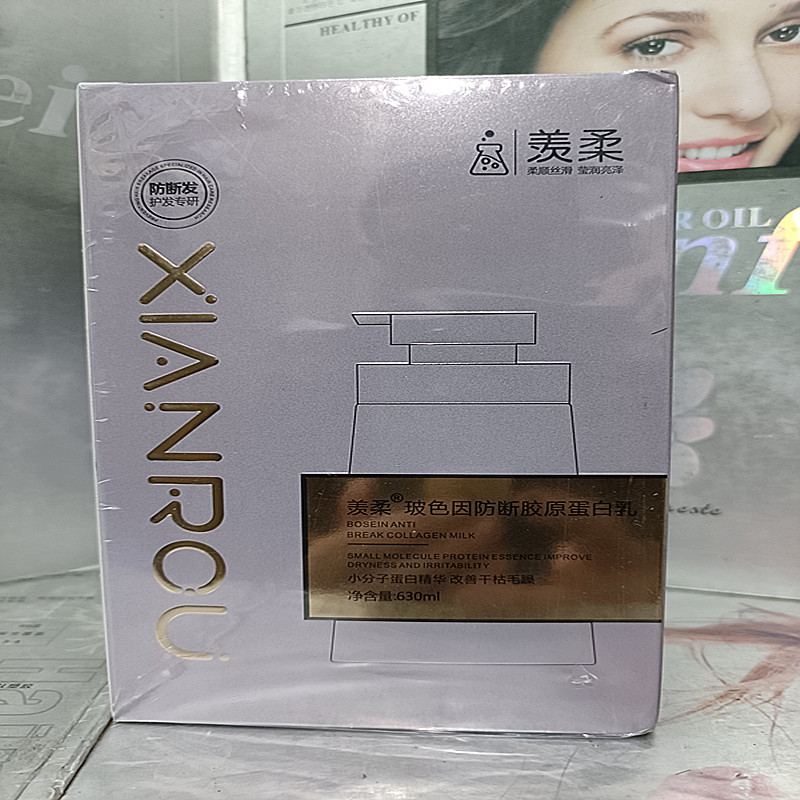 HEALTHY OF
羡柔
柔顺丝滑 莹润亮泽
防断发
护发专研
XIANROU
R OIL
羡柔® 玻色因防断胶原蛋白乳
BOSEIN ANTI
BREAK COLLAGEN MILK
SMALL MOLECULE PROTEIN ESSENCE IMPROVE
DRYNESS AND IRRITABILITY
小分子蛋白精华 改善干枯毛躁
净含量:630ml